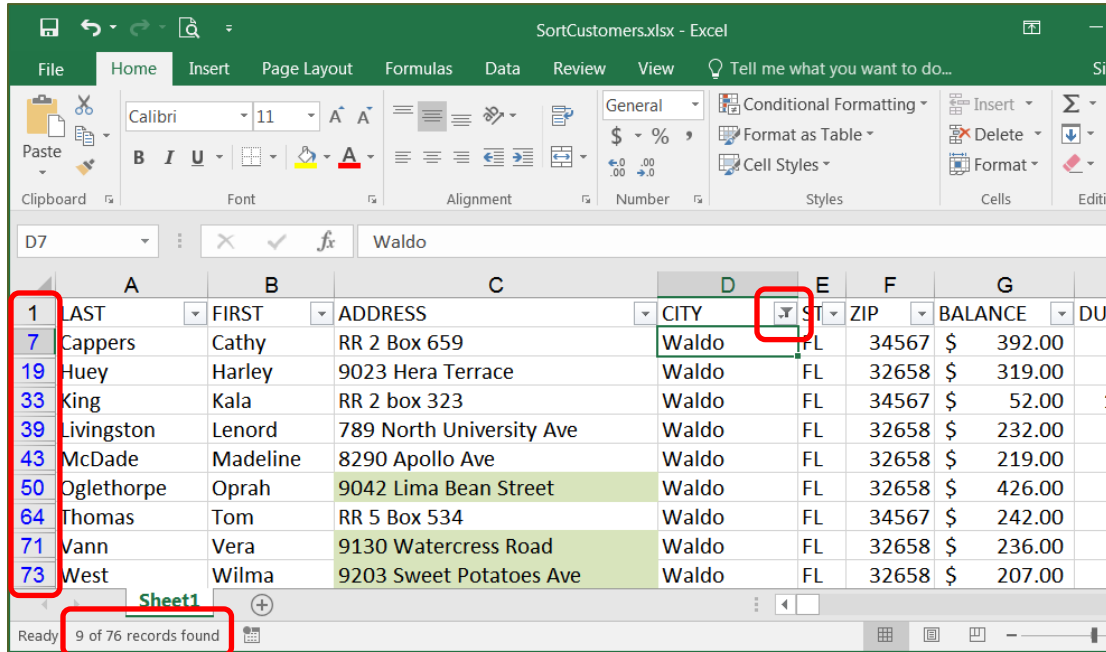 SortCustomers.xlsx - Excel
File Home Insert Page Layout Formulas Data Review View Tell me what you want to do...
Paste Calibri 11 A A General Conditional Formatting Insert Σ
B I U A $ % , Format as Table Delete
.0 .00 .00 .0 Cell Styles Format
Clipboard Font Alignment Number Styles Cells
D7 fx Waldo
A B C D E F G
1 LAST FIRST ADDRESS CITY ST ZIP BALANCE DU
7 Cappers Cathy RR 2 Box 659 Waldo FL 34567 $ 392.00
19 Huey Harley 9023 Hera Terrace Waldo FL 32658 $ 319.00
33 King Kala RR 2 box 323 Waldo FL 34567 $ 52.00
39 Livingston Lenord 789 North University Ave Waldo FL 32658 $ 232.00
43 McDade Madeline 8290 Apollo Ave Waldo FL 32658 $ 219.00
50 Oglethorpe Oprah 9042 Lima Bean Street Waldo FL 32658 $ 426.00
64 Thomas Tom RR 5 Box 534 Waldo FL 34567 $ 242.00
71 Vann Vera 9130 Watercress Road Waldo FL 32658 $ 236.00
73 West Wilma 9203 Sweet Potatoes Ave Waldo FL 32658 $ 207.00
Sheet1
Ready 9 of 76 records found